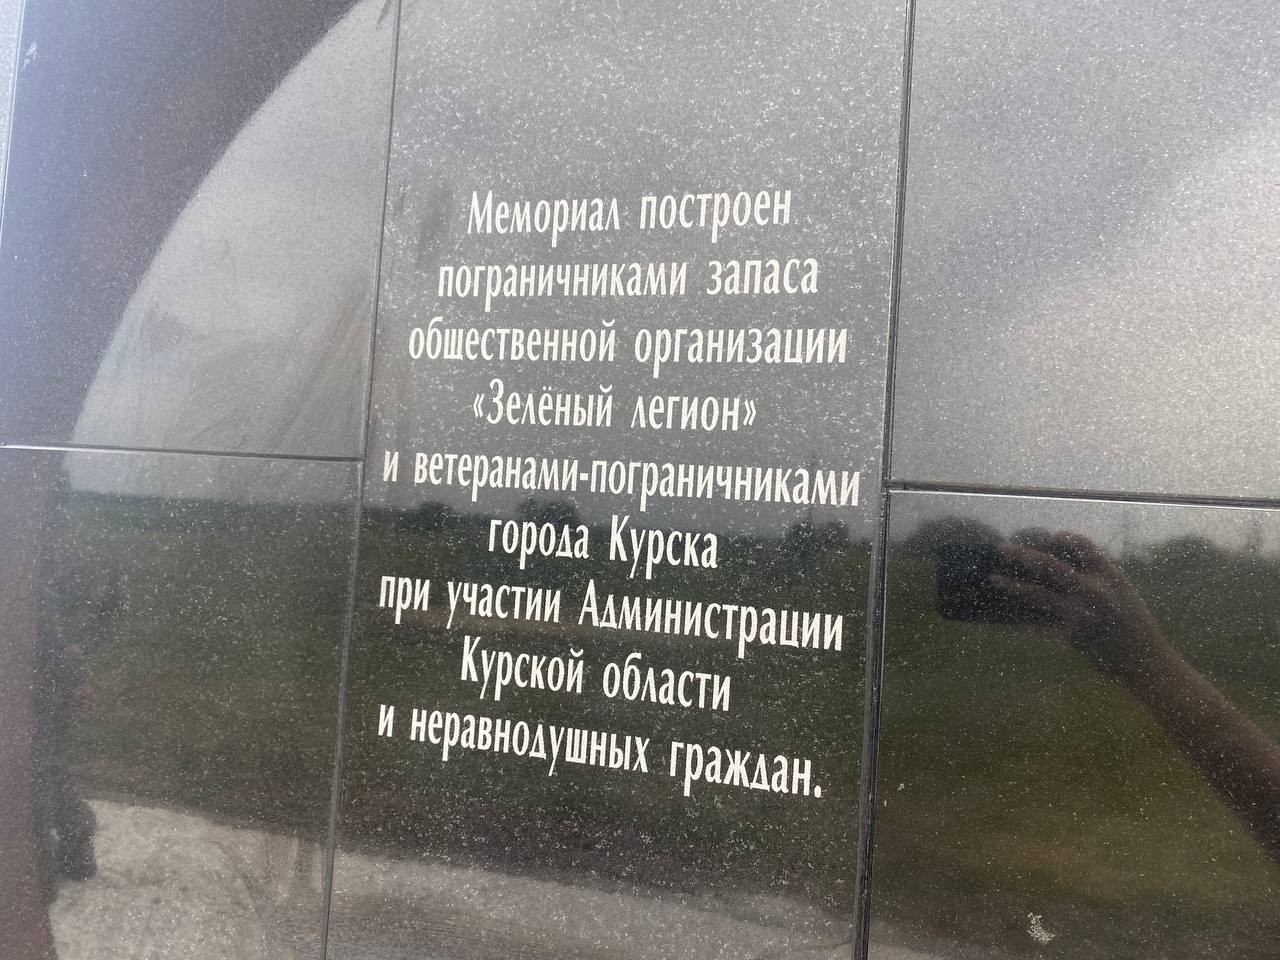 Мемориал построен
пограничниками запаса
общественной организации
«Зелёный легион»
и ветеранами-пограничниками
города Курска
при участии Администрации
Курской области
и неравнодушных граждан.